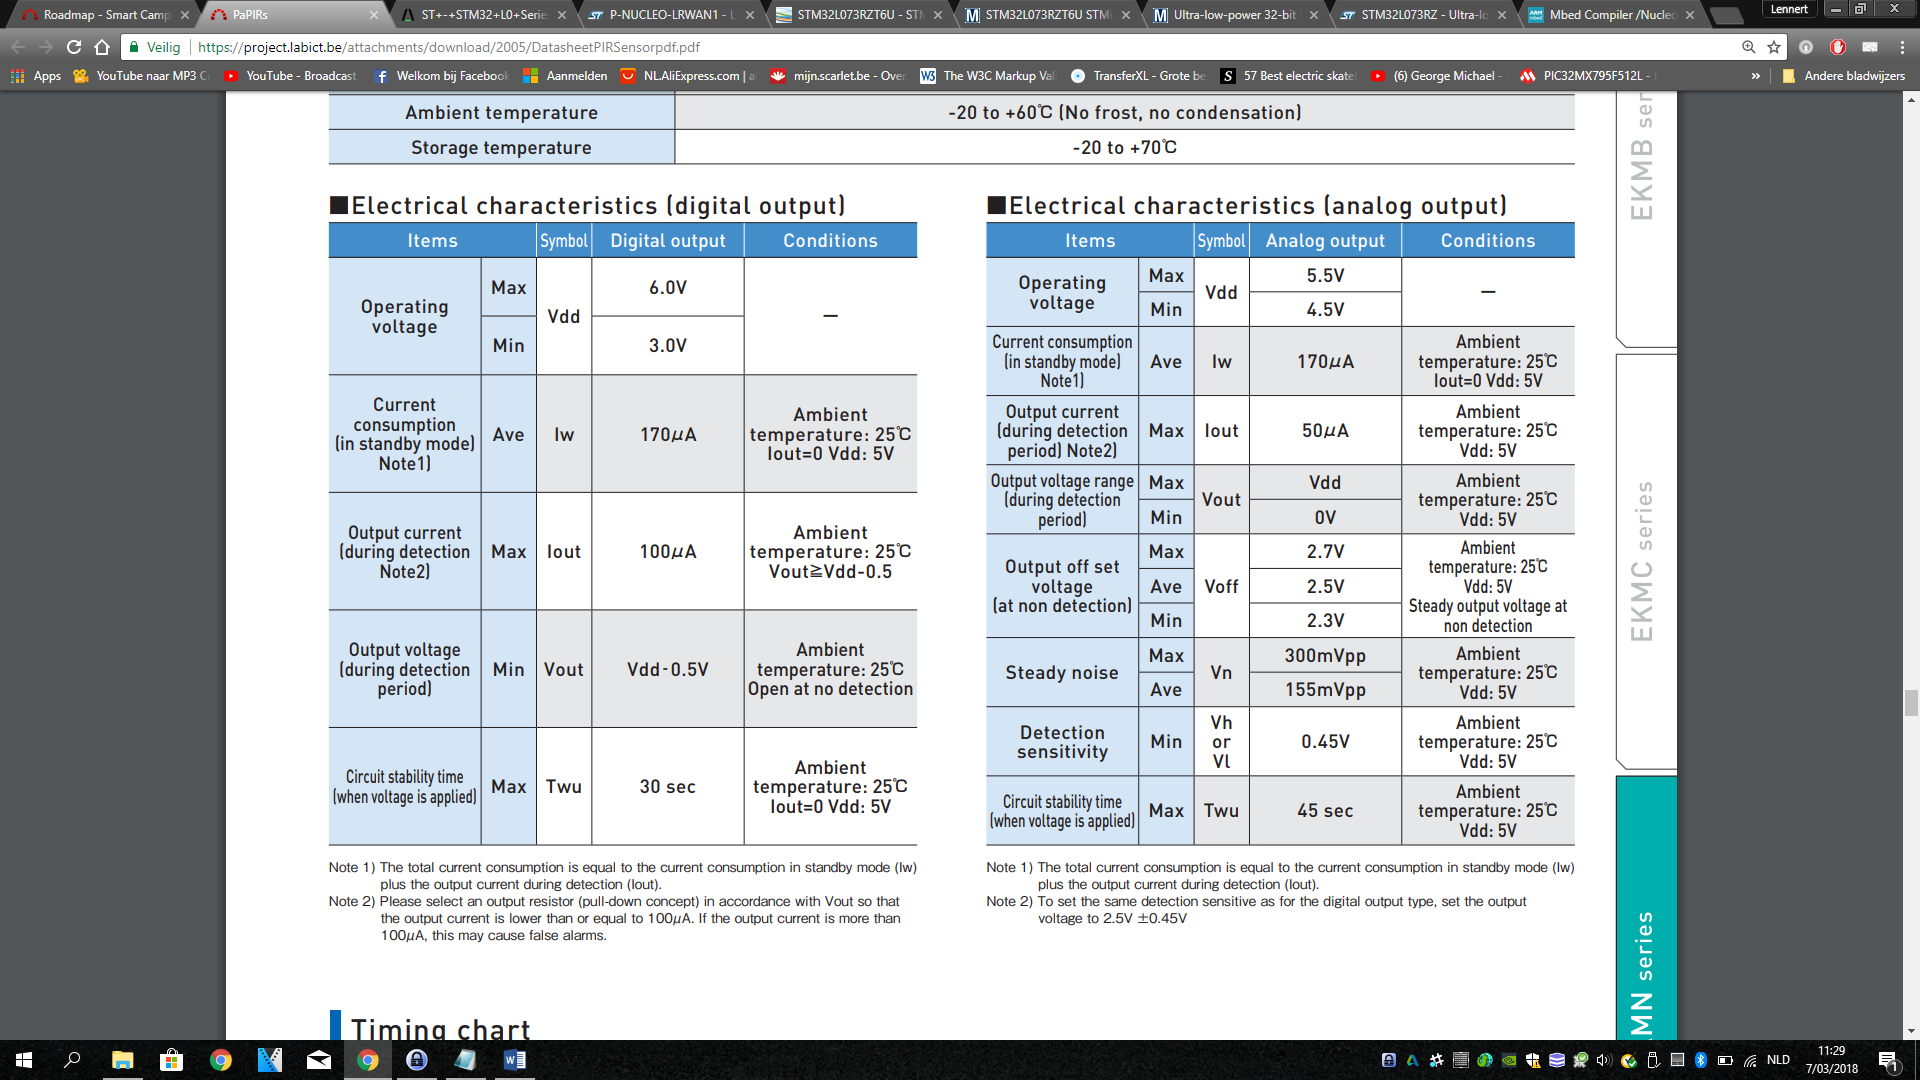 Roadmap - Smart Camp
PaPIRs
ST+-+STM32+L0+Serie
P-NUCLEO-LRWAN1 - L
STM32L073RZT6U - STM
STM32L073RZT6U STMi
Ultra-low-power 32-bit
STM32L073RZ - Ultra-lo
Mbed Compiler /Nucleo
Lennert
Veilig
https://project.labict.be/attachments/download/2005/DatasheetPIRSensorpdf.pdf
Apps
YouTube naar MP3 C
YouTube - Broadcast
Welkom bij Facebook
Aanmelden
NL.AliExpress.com | al
mijn.scarlet.be - Over
The W3C Markup Val
TransferXL - Grote be
57 Best electric skatel
(6) George Michael -
PIC32MX795F512L -
»
Andere bladwijzers
Ambient temperature -20 to +60℃ (No frost, no condensation)
Storage temperature -20 to +70℃
■Electrical characteristics (digital output)
Items Symbol Digital output Conditions
Operating voltage Max Vdd 6.0V —
Min 3.0V
Current consumption (in standby mode) Note1) Ave Iw 170μA Ambient temperature: 25℃ Iout=0 Vdd: 5V
Output current (during detection Note2) Max Iout 100μA Ambient temperature: 25℃ Vout≧Vdd-0.5
Output voltage (during detection period) Min Vout Vdd-0.5V Ambient temperature: 25℃ Open at no detection
Circuit stability time (when voltage is applied) Max Twu 30 sec Ambient temperature: 25℃ Iout=0 Vdd: 5V
Note 1) The total current consumption is equal to the current consumption in standby mode (Iw)
plus the output current during detection (Iout).
Note 2) Please select an output resistor (pull-down concept) in accordance with Vout so that
the output current is lower than or equal to 100μA. If the output current is more than
100μA, this may cause false alarms.
■Electrical characteristics (analog output)
Items Symbol Analog output Conditions
Operating voltage Max Vdd 5.5V —
Min 4.5V
Current consumption (in standby mode) Note1) Ave Iw 170μA Ambient temperature: 25℃ Iout=0 Vdd: 5V
Output current (during detection period) Note2) Max Iout 50μA Ambient temperature: 25℃ Vdd: 5V
Output voltage range (during detection period) Max Vout Vdd Ambient temperature: 25℃ Vdd: 5V
Min 0V
Output off set voltage (at non detection) Max Voff 2.7V Ambient temperature: 25℃ Vdd: 5V Steady output voltage at non detection
Ave 2.5V
Min 2.3V
Steady noise Max Vn 300mVpp Ambient temperature: 25℃ Vdd: 5V
Ave 155mVpp
Detection sensitivity Min Vh or Vl 0.45V Ambient temperature: 25℃ Vdd: 5V
Circuit stability time (when voltage is applied) Max Twu 45 sec Ambient temperature: 25℃ Vdd: 5V
Note 1) The total current consumption is equal to the current consumption in standby mode (Iw)
plus the output current during detection (Iout).
Note 2) To set the same detection sensitive as for the digital output type, set the output
voltage to 2.5V ±0.45V
Timing chart
EKMB ser
EKMC series
MN series
NLD
11:29
7/03/2018
1